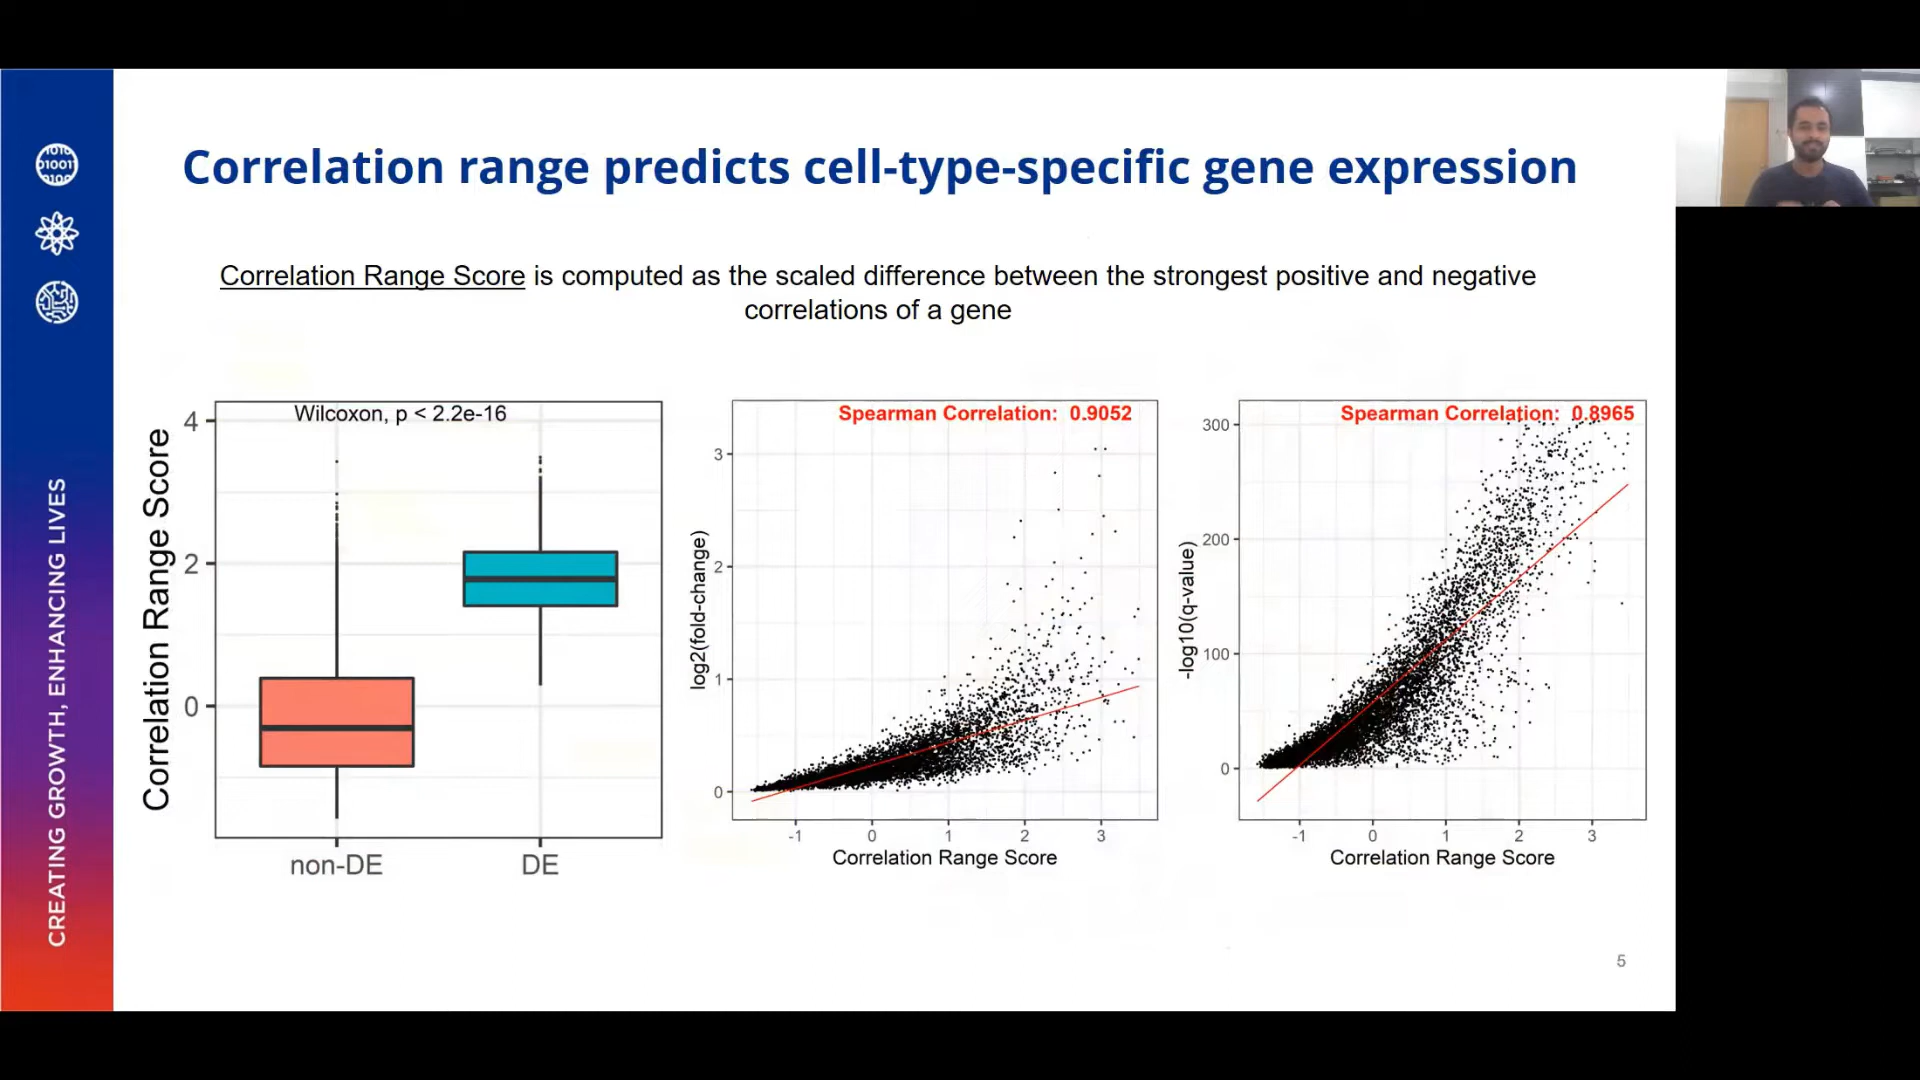 Correlation range predicts cell-type-specific gene expression
Correlation Range Score is computed as the scaled difference between the strongest positive and negative
correlations of a gene
Wilcoxon, p < 2.2e-16
Correlation Range Score
4
2
0
non-DE
DE
Spearman Correlation: 0.9052
log2(fold-change)
3
2
1
0
-1 0 1 2 3
Correlation Range Score
Spearman Correlation: 0.8965
-log10(q-value)
300
200
100
0
-1 0 1 2 3
Correlation Range Score
5
CREATING GROWTH, ENHANCING LIVES
1010
010011
0100